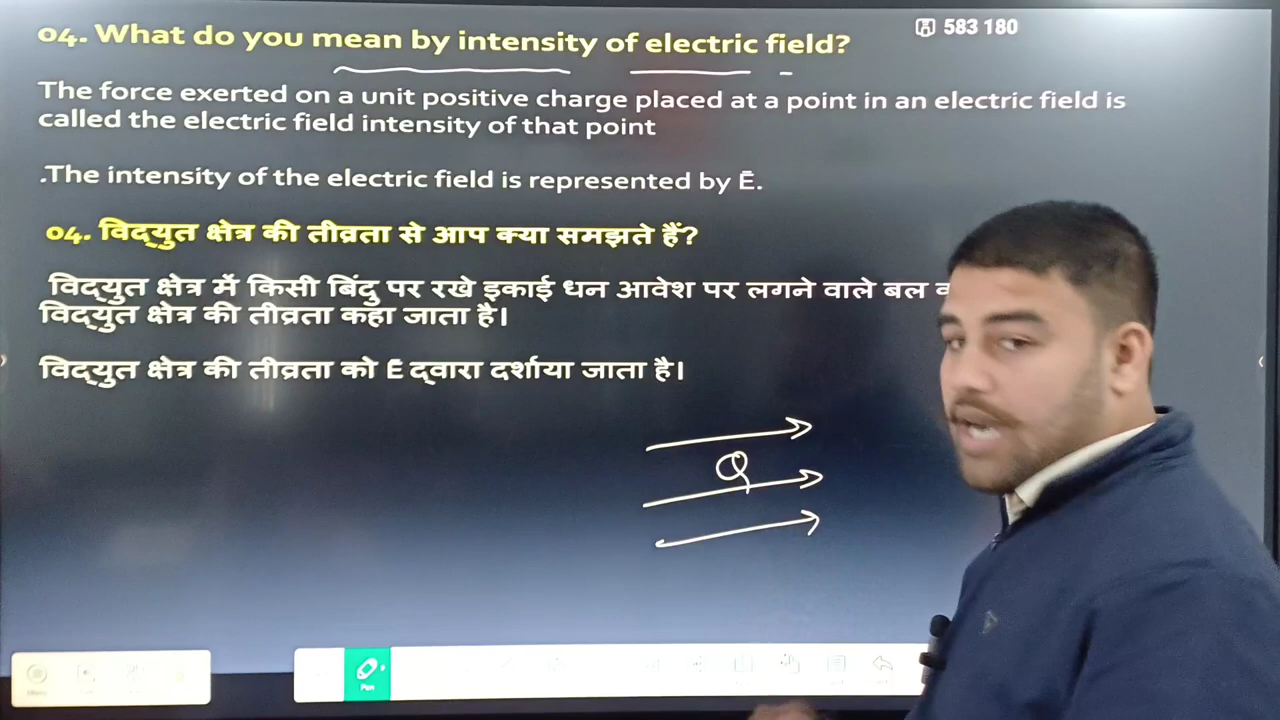 04. What do you mean by intensity of electric field?
583 180
The force exerted on a unit positive charge placed at a point in an electric field is
called the electric field intensity of that point
.The intensity of the electric field is represented by Ē.
04. विद्युत क्षेत्र की तीव्रता से आप क्या समझते हैं?
विद्युत क्षेत्र में किसी बिंदु पर रखे इकाई धन आवेश पर लगने वाले बल
विद्युत क्षेत्र की तीव्रता कहा जाता है।
विद्युत क्षेत्र की तीव्रता को Ē द्वारा दर्शाया जाता है।
Q
Pen